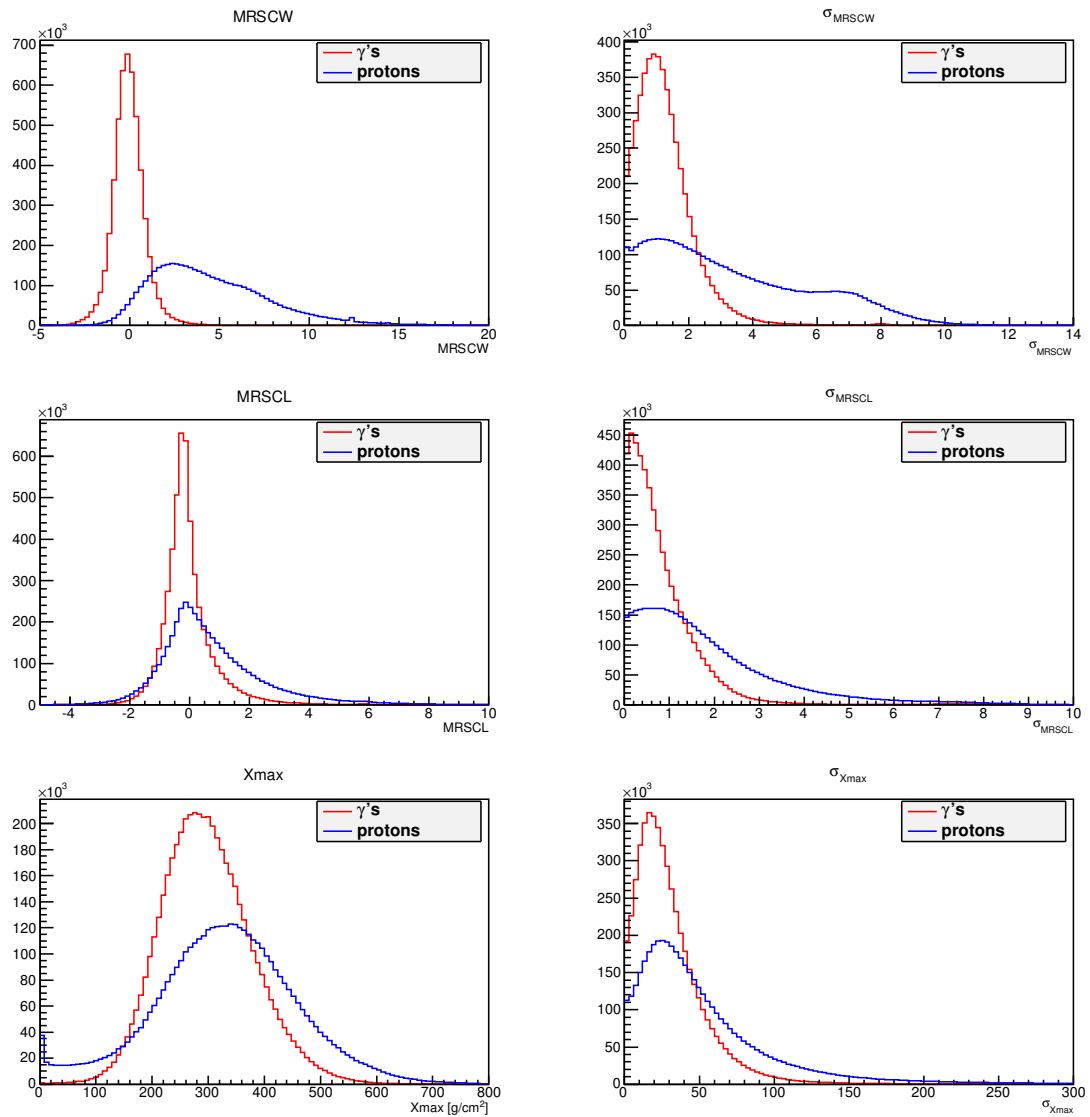 MRSCW
×10³
γ's
protons
700
600
500
400
300
200
100
0
-5 0 5 10 15 20
MRSCW
σMRSCW
×10³
γ's
protons
400
350
300
250
200
150
100
50
0
0 2 4 6 8 10 12 14
σMRSCW
MRSCL
×10³
γ's
protons
600
500
400
300
200
100
0
-4 -2 0 2 4 6 8 10
MRSCL
σMRSCL
×10³
γ's
protons
450
400
350
300
250
200
150
100
50
0
0 1 2 3 4 5 6 7 8 9 10
σMRSCL
Xmax
×10³
γ's
protons
200
180
160
140
120
100
80
60
40
20
0
0 100 200 300 400 500 600 700 800
Xmax [g/cm²]
σXmax
×10³
γ's
protons
350
300
250
200
150
100
50
0
0 50 100 150 200 250 300
σXmax